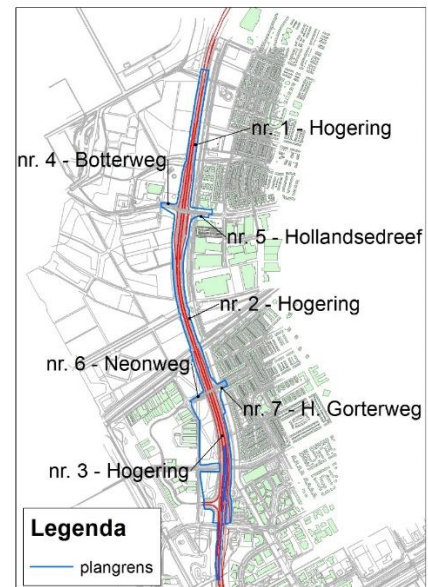 nr. 1 - Hogering
nr. 4 - Botterweg
nr. 5 - Hollandsedreef
nr. 2 - Hogering
nr. 6 - Neonweg
nr. 7 - H. Gorterweg
nr. 3 - Hogering
Legenda
plangrens